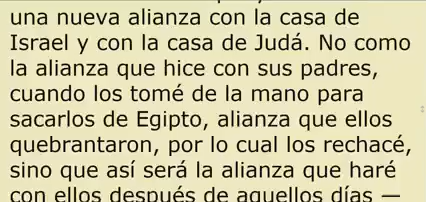 una nueva alianza con la casa de
Israel y con la casa de Judá. No como
la alianza que hice con sus padres,
cuando los tomé de la mano para
sacarlos de Egipto, alianza que ellos
quebrantaron, por lo cual los rechacé,
sino que así será la alianza que haré
con ellos después de aquellos días —